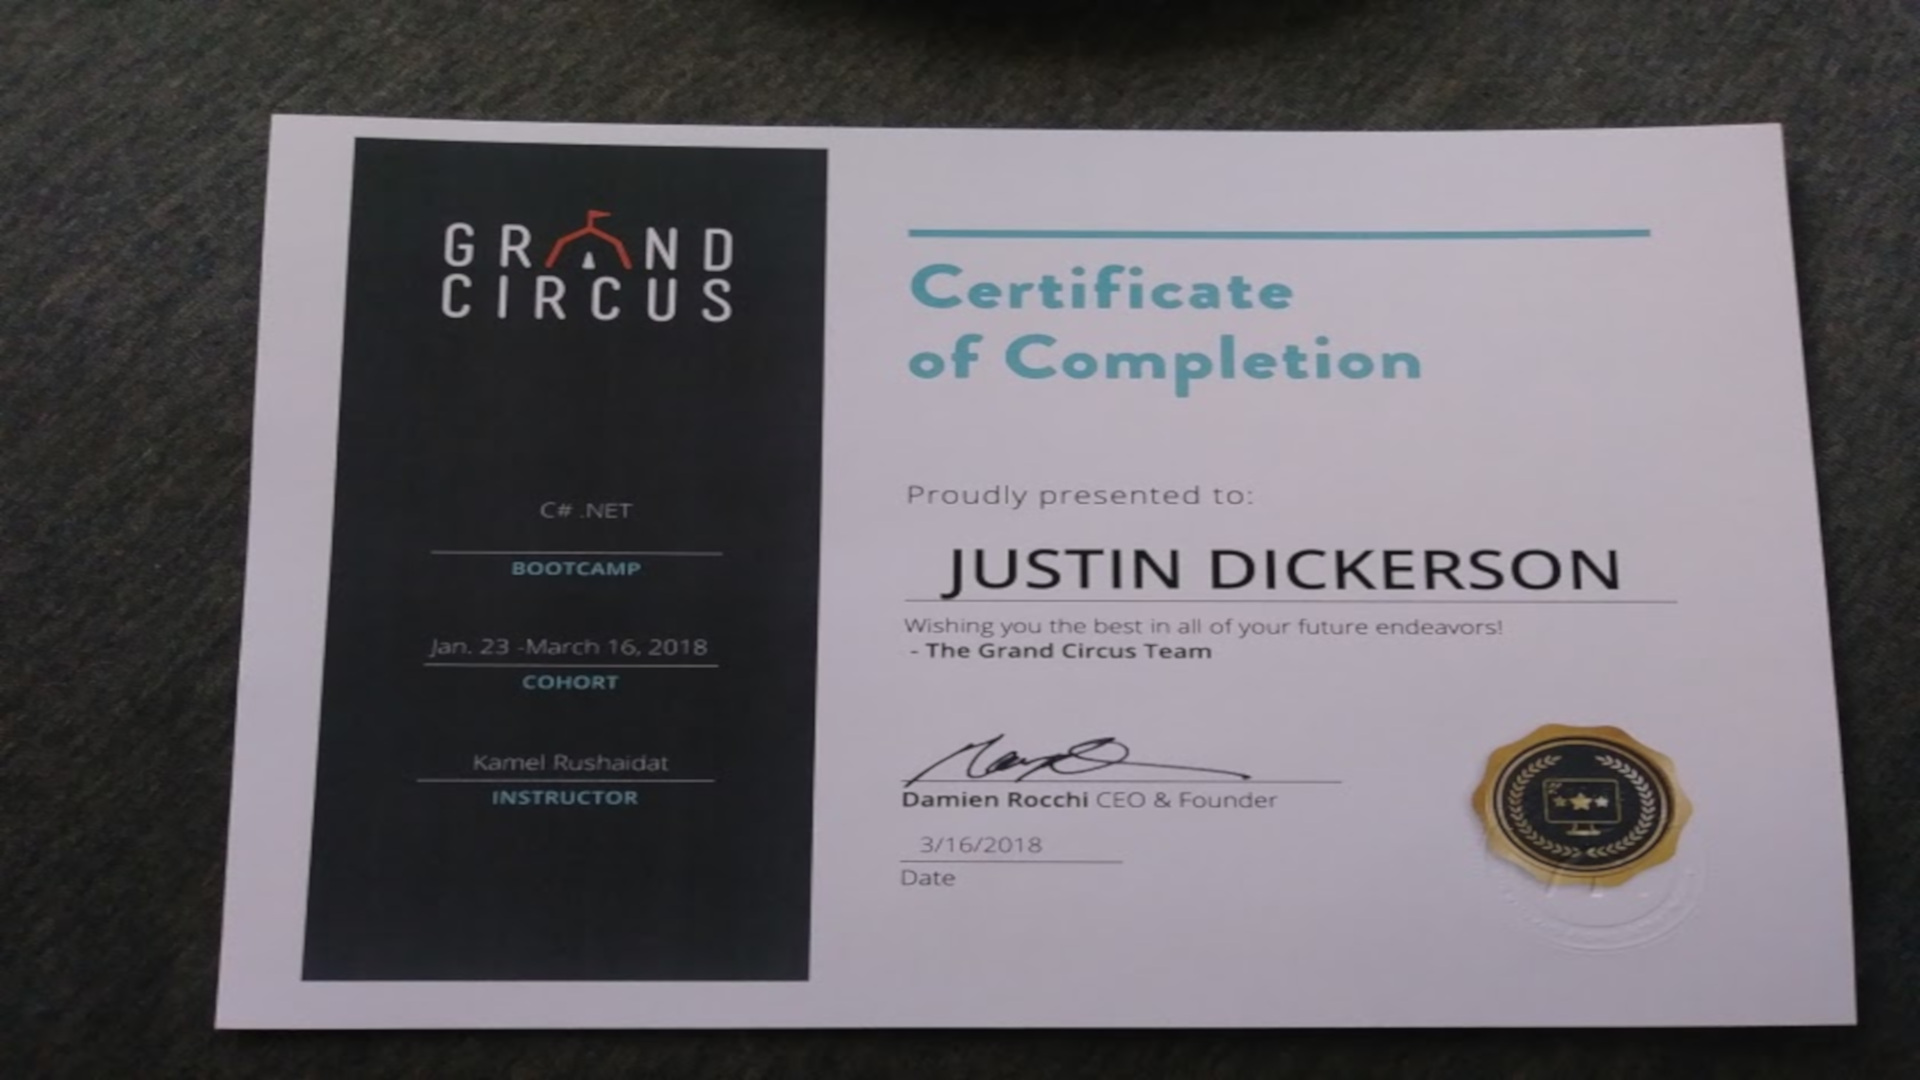 GRAND
CIRCUS
C# .NET
BOOTCAMP
Jan. 23 -March 16, 2018
COHORT
Kamel Rushaidat
INSTRUCTOR
Certificate
of Completion
Proudly presented to:
JUSTIN DICKERSON
Wishing you the best in all of your future endeavors!
- The Grand Circus Team
Damien Rocchi CEO & Founder
3/16/2018
Date